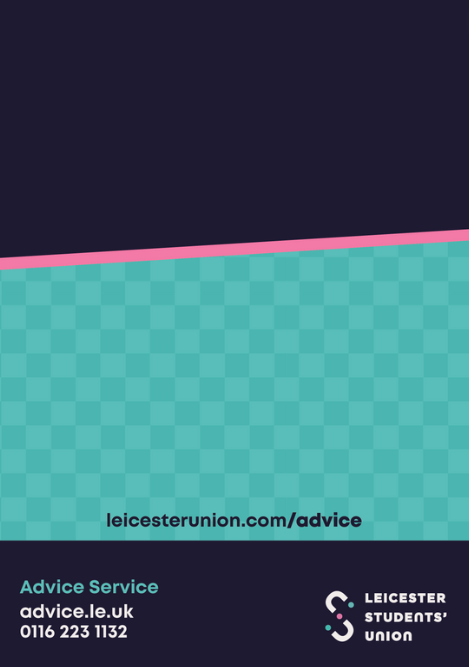 leicesterunion.com/advice
Advice Service
advice.le.uk
0116 223 1132
LEICESTER
STUDENTS'
UNION